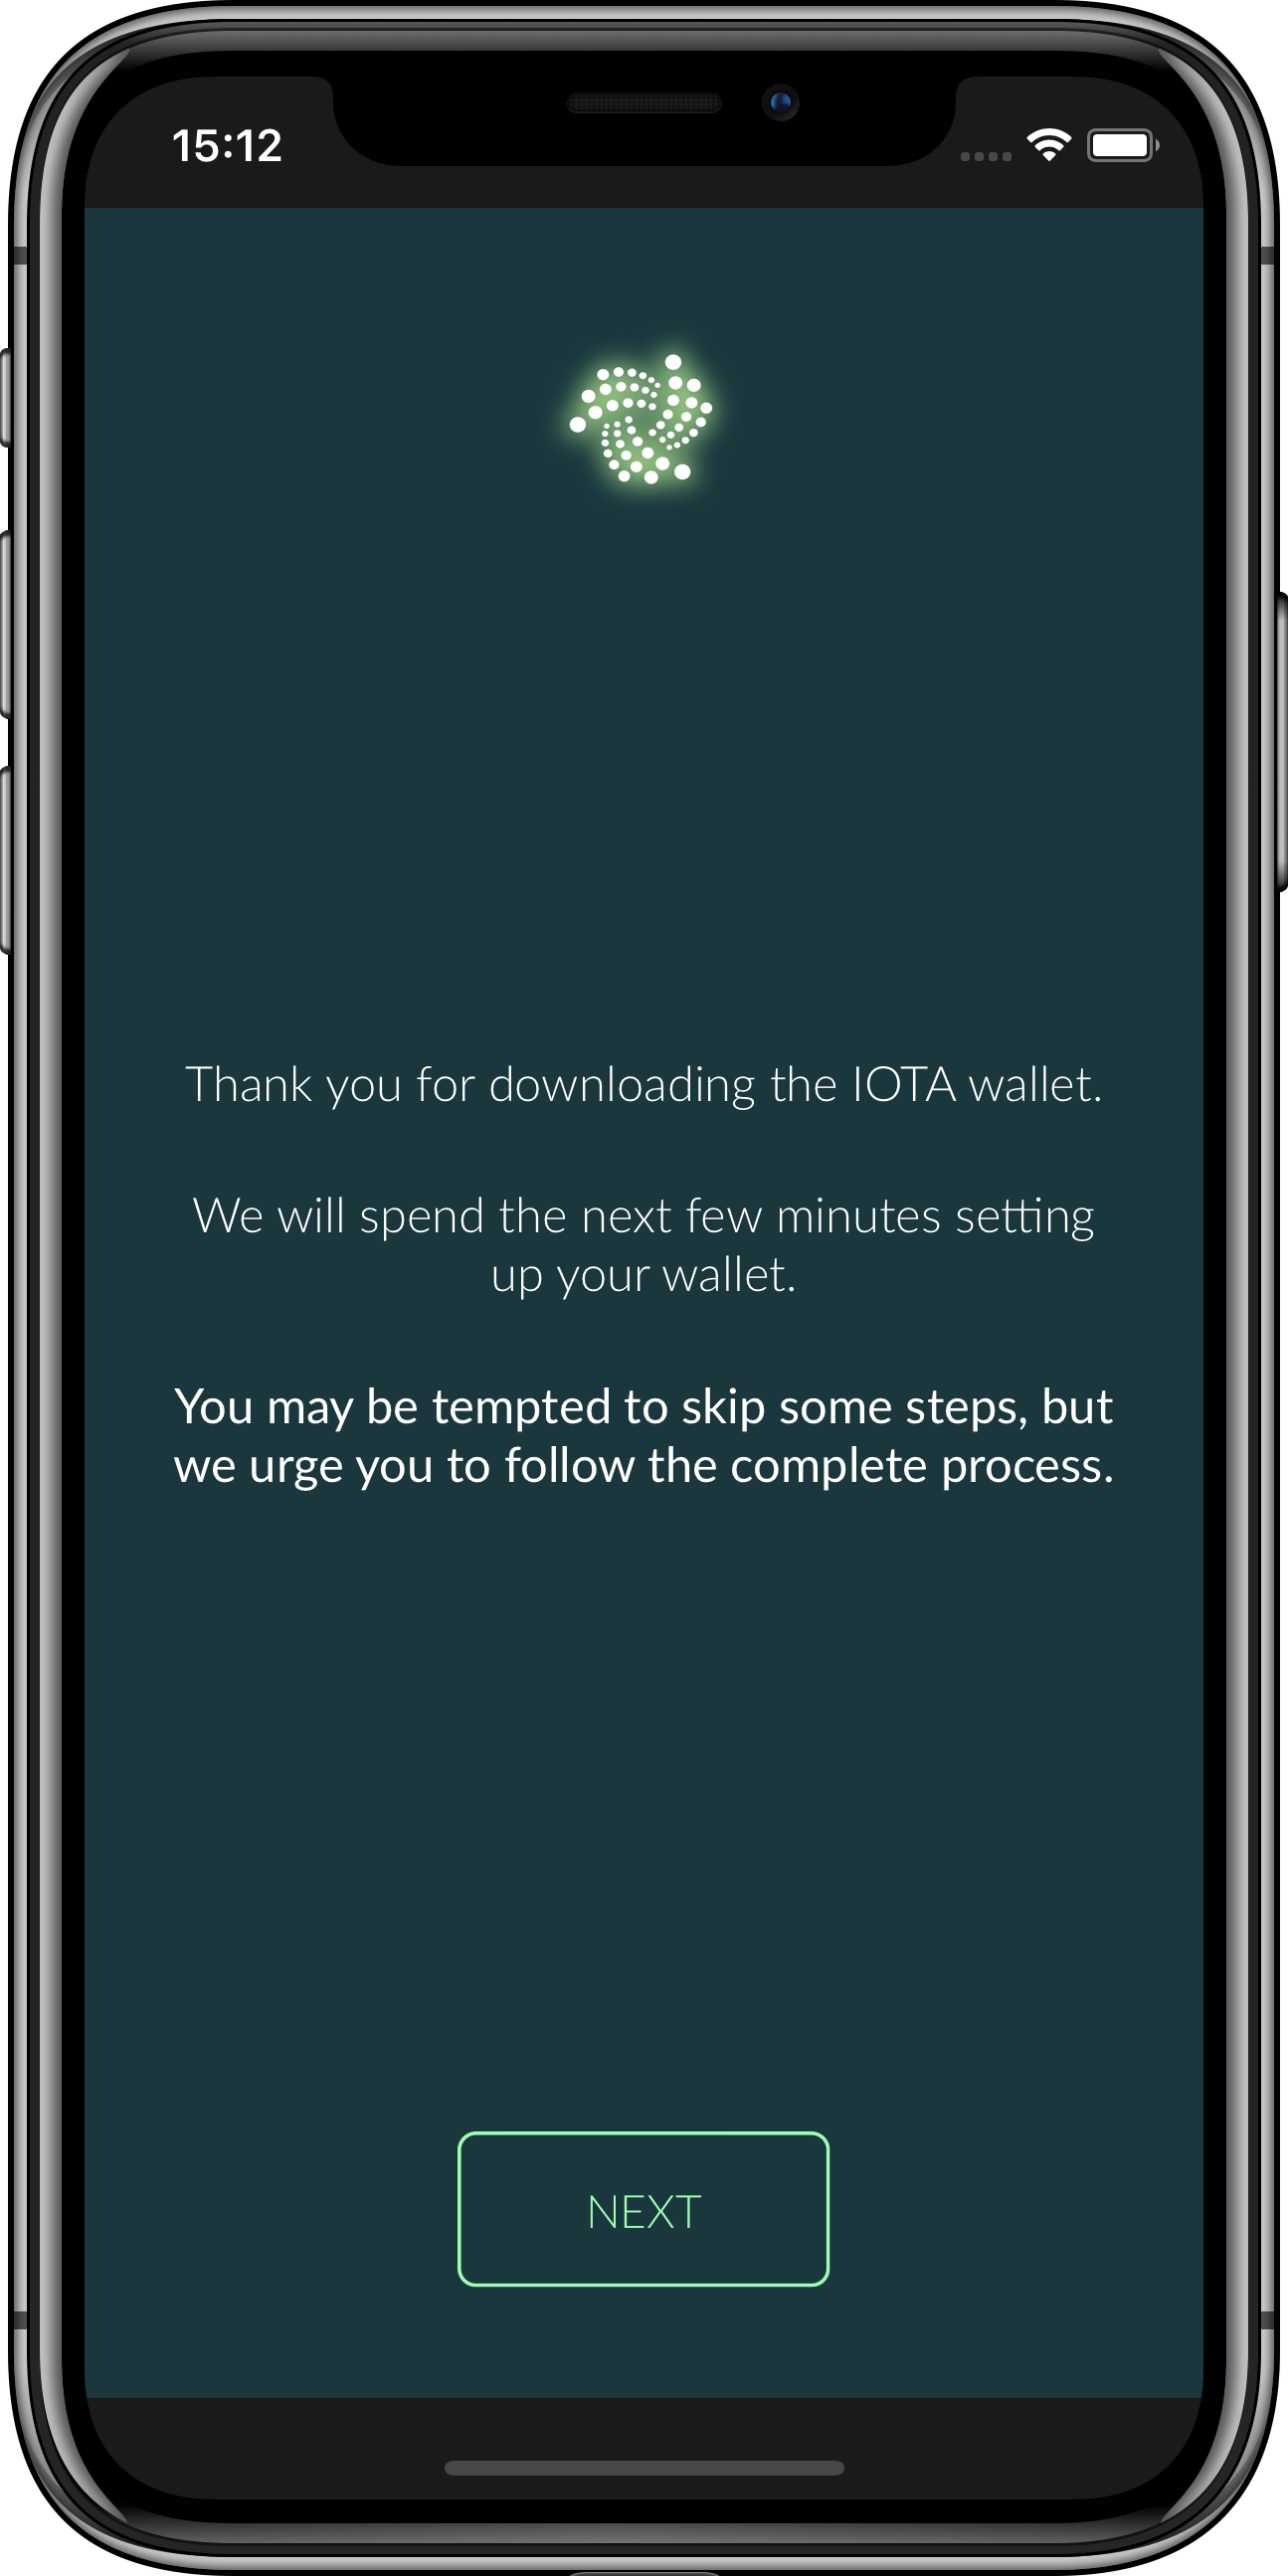 15:12
Thank you for downloading the IOTA wallet.
We will spend the next few minutes setting
up your wallet.
You may be tempted to skip some steps, but
we urge you to follow the complete process.
NEXT